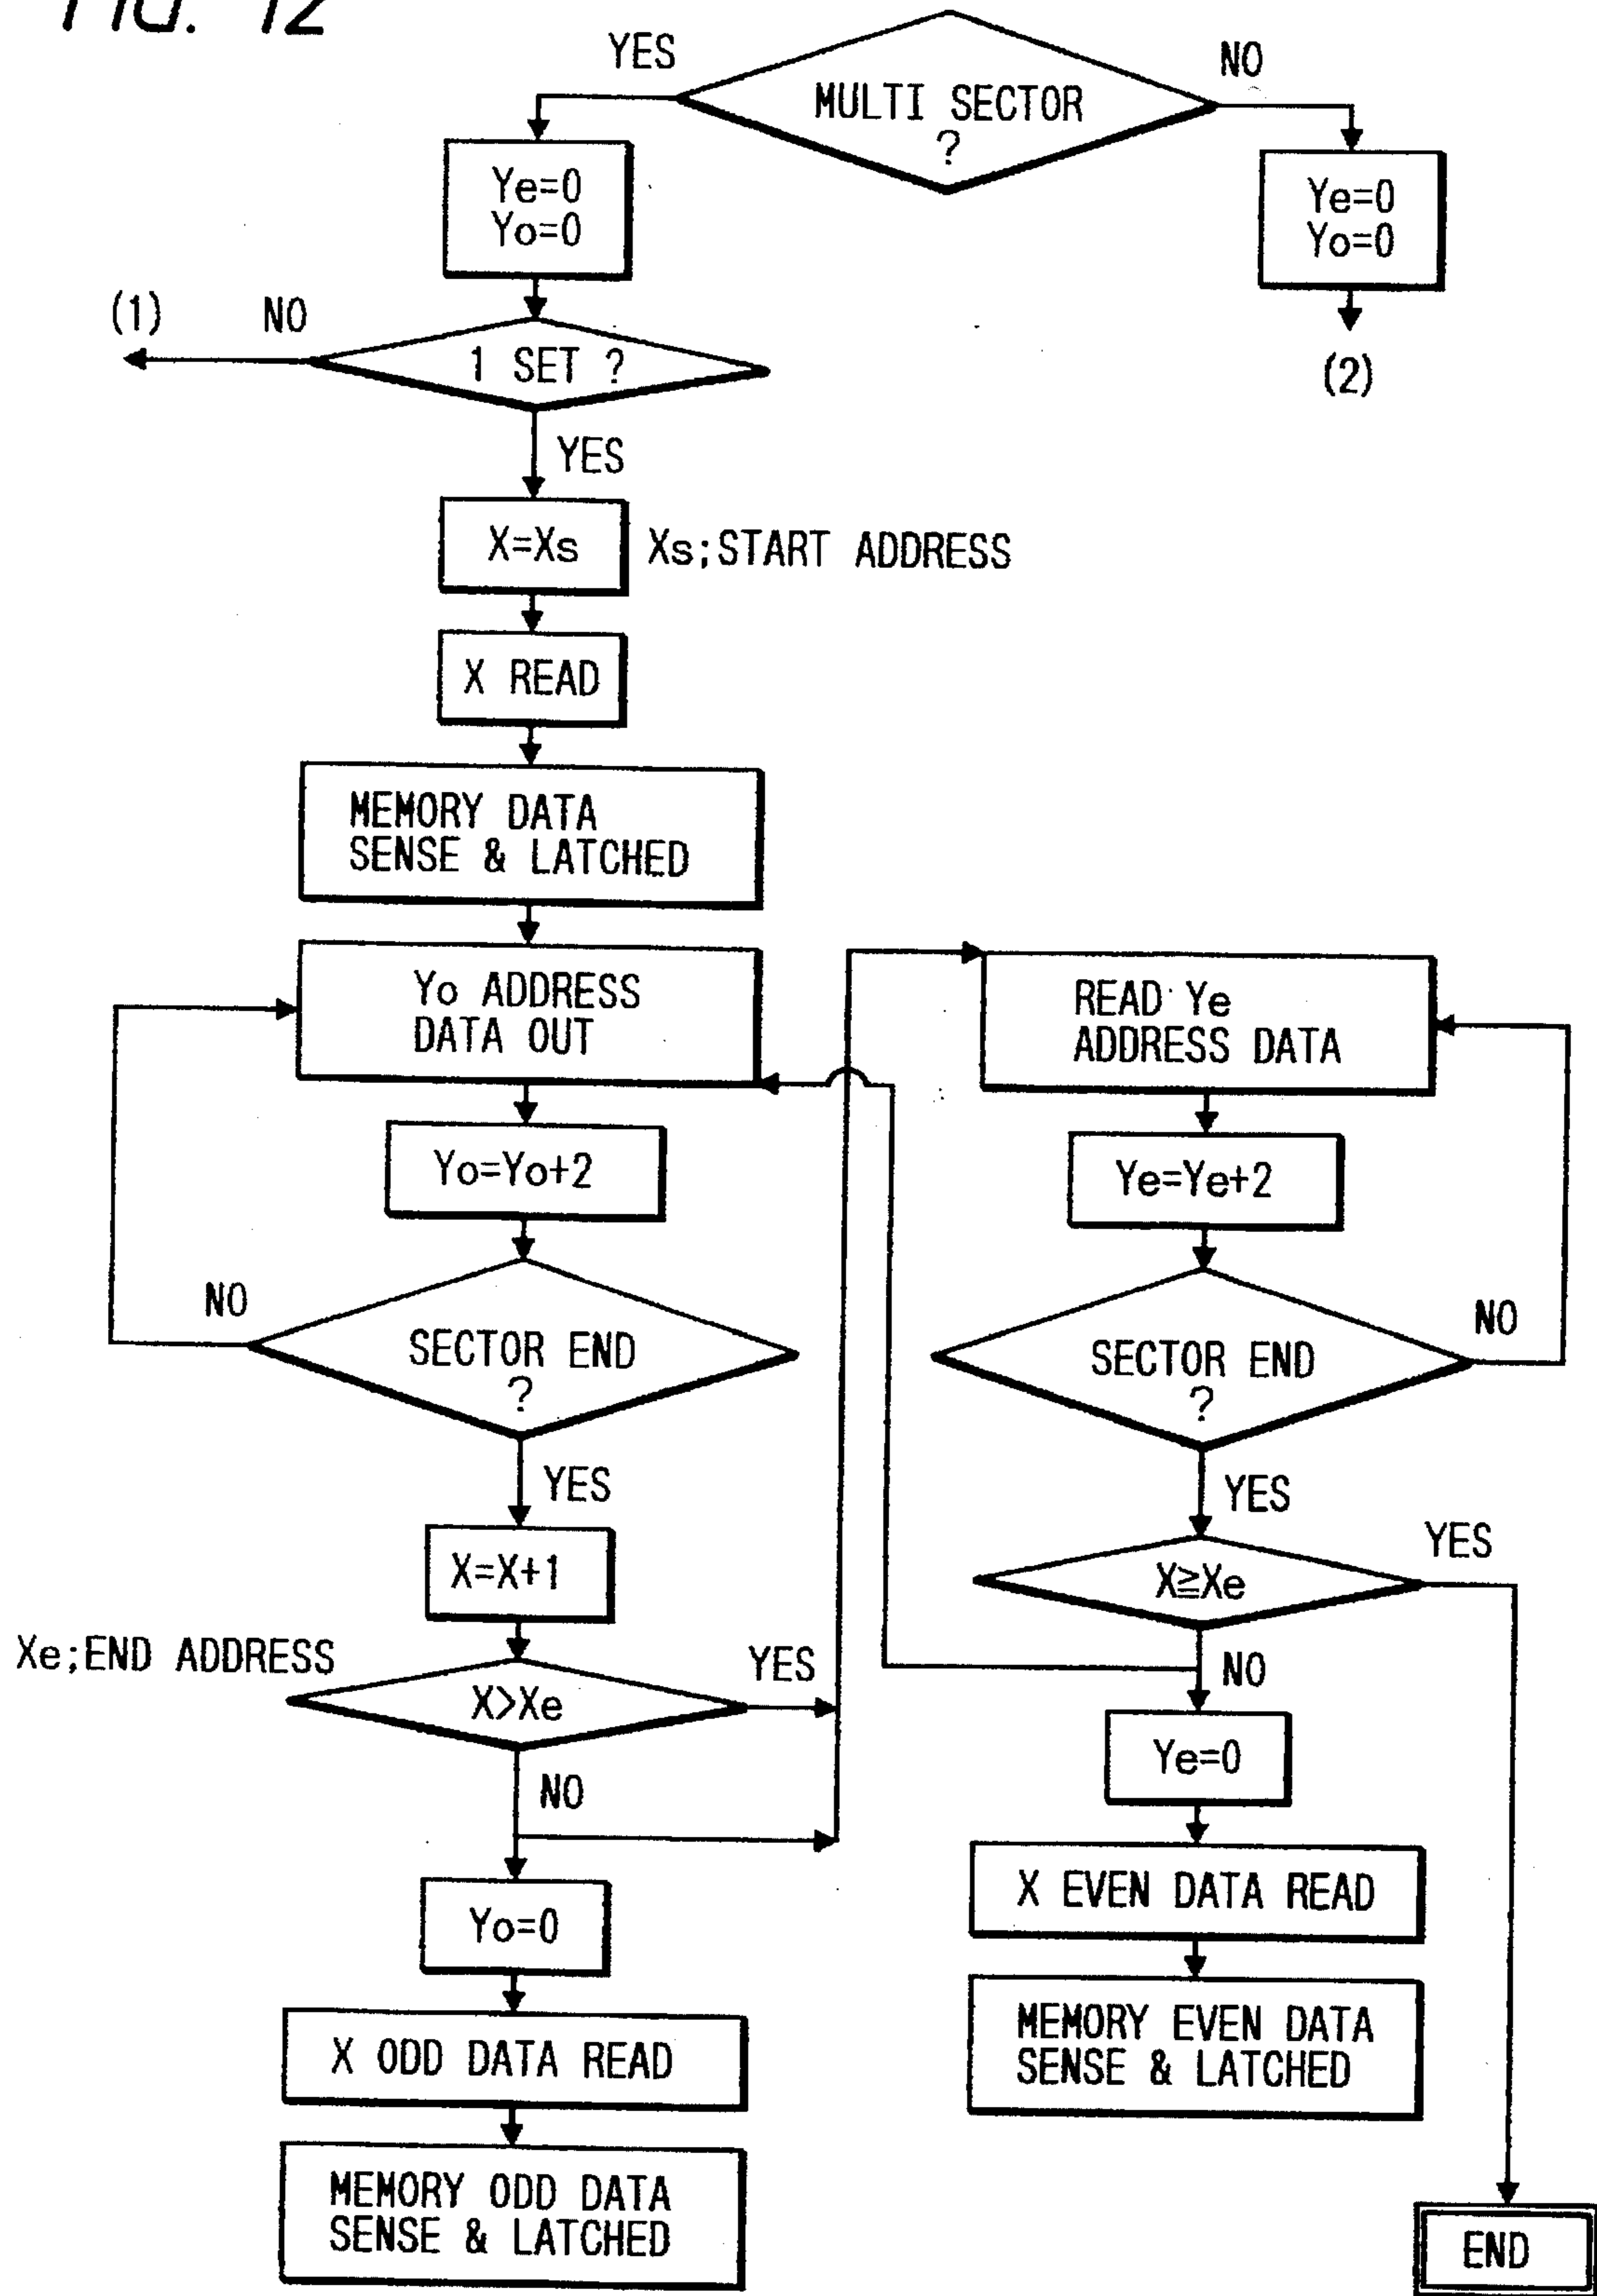 FIG. 12
MULTI SECTOR
?
YES
NO
Ye=0
Yo=0
Ye=0
Yo=0
(1)
NO
1 SET ?
(2)
YES
X=Xs
Xs;START ADDRESS
X READ
MEMORY DATA
SENSE & LATCHED
Yo ADDRESS
DATA OUT
Yo=Yo+2
NO
SECTOR END
?
YES
X=X+1
Xe;END ADDRESS
X>Xe
YES
NO
Yo=0
X ODD DATA READ
MEMORY ODD DATA
SENSE & LATCHED
READ Ye
ADDRESS DATA
Ye=Ye+2
SECTOR END
?
NO
YES
X≧Xe
YES
NO
Ye=0
X EVEN DATA READ
MEMORY EVEN DATA
SENSE & LATCHED
END